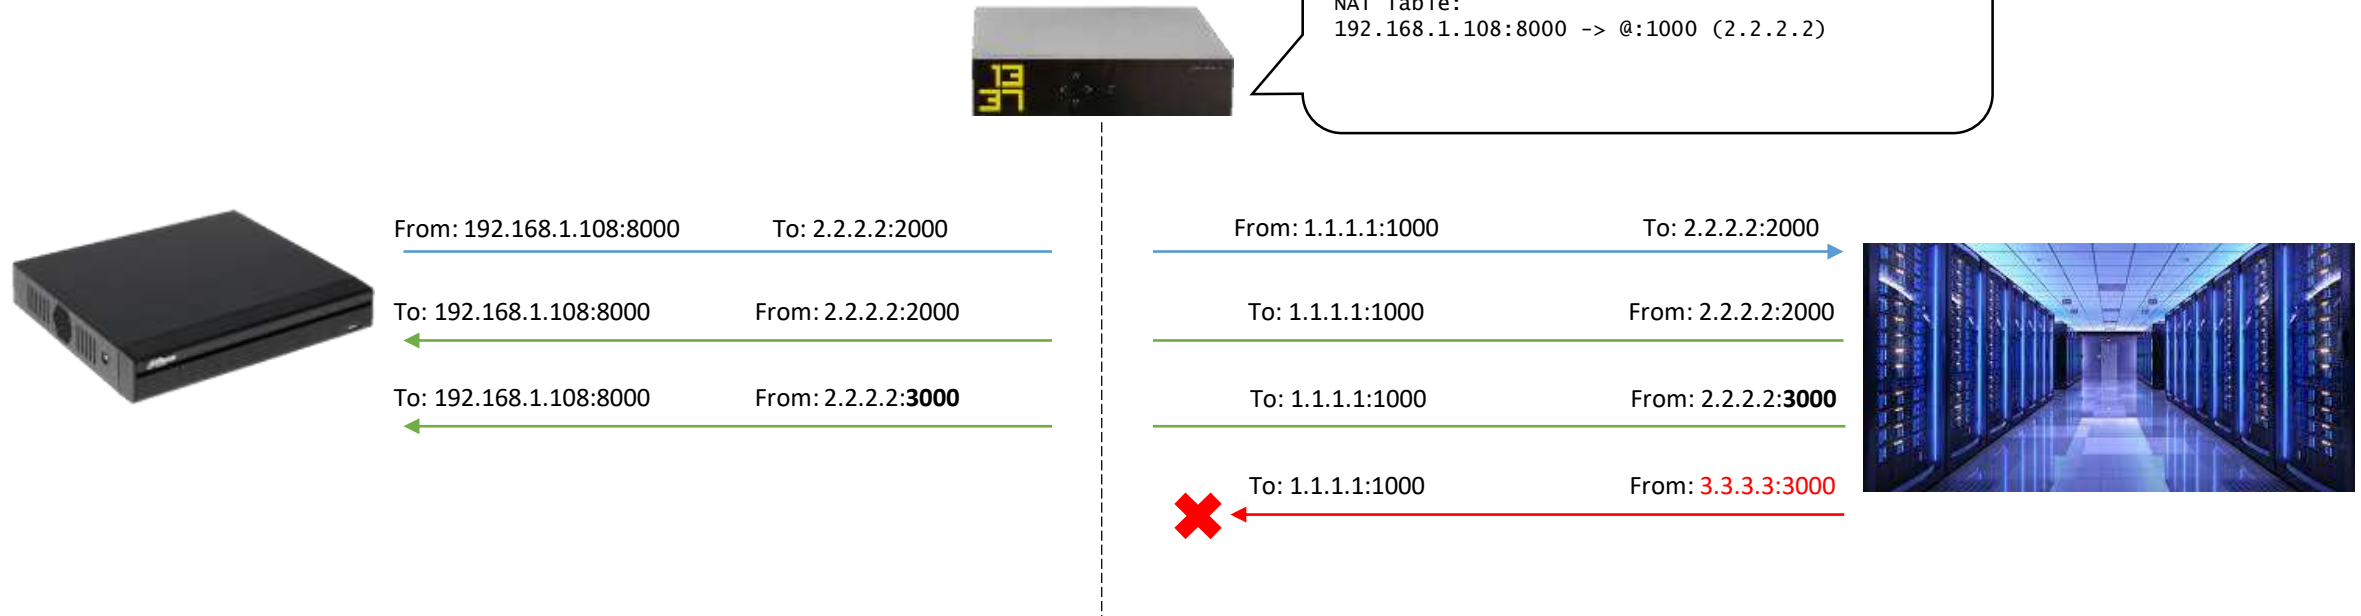 NAT Table:
192.168.1.108:8000 -> @:1000 (2.2.2.2)
13
37
From: 192.168.1.108:8000 To: 2.2.2.2:2000 From: 1.1.1.1:1000 To: 2.2.2.2:2000
To: 192.168.1.108:8000 From: 2.2.2.2:2000 To: 1.1.1.1:1000 From: 2.2.2.2:2000
To: 192.168.1.108:8000 From: 2.2.2.2:3000 To: 1.1.1.1:1000 From: 2.2.2.2:3000
To: 1.1.1.1:1000 From: 3.3.3.3:3000